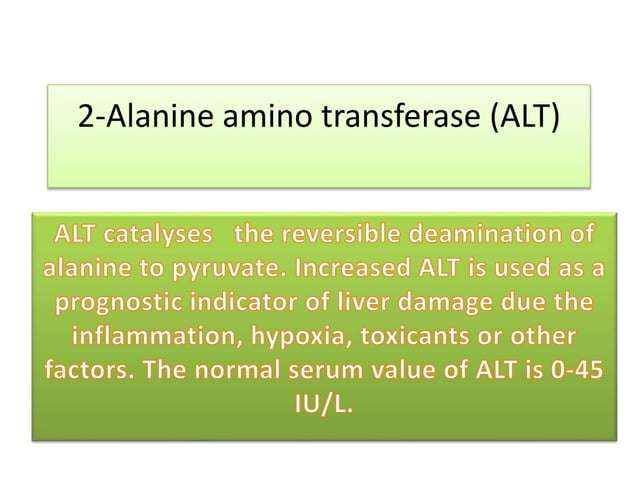 2-Alanine amino transferase (ALT)
ALT catalyses   the reversible deamination of
alanine to pyruvate. Increased ALT is used as a
prognostic indicator of liver damage due the
inflammation, hypoxia, toxicants or other
factors. The normal serum value of ALT is 0-45
IU/L.